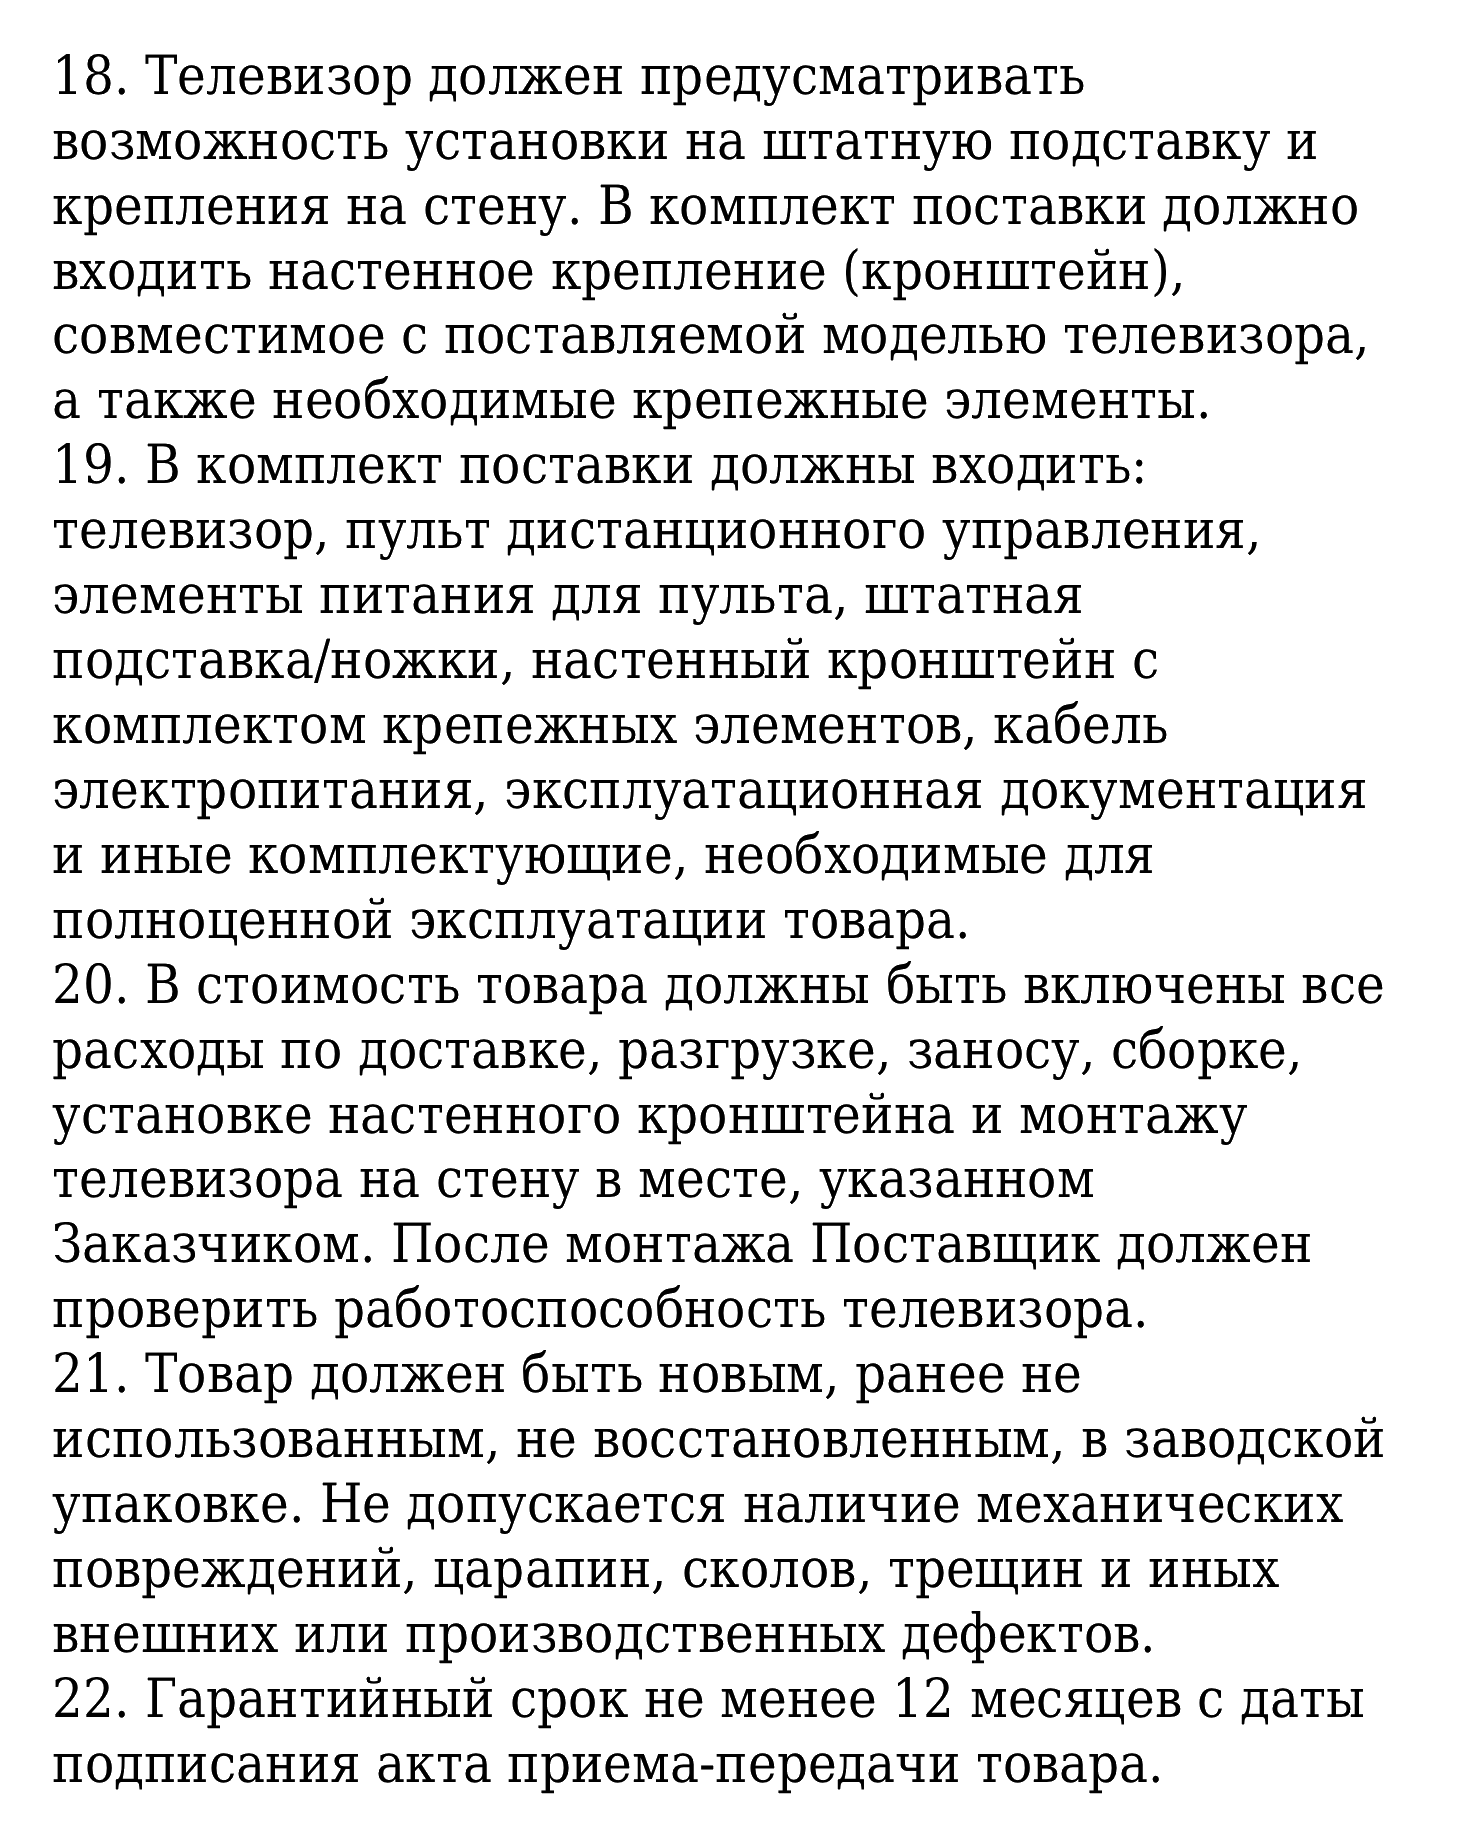 18. Телевизор должен предусматривать
возможность установки на штатную подставку и
крепления на стену. В комплект поставки должно
входить настенное крепление (кронштейн),
совместимое с поставляемой моделью телевизора,
а также необходимые крепежные элементы.
19. В комплект поставки должны входить:
телевизор, пульт дистанционного управления,
элементы питания для пульта, штатная
подставка/ножки, настенный кронштейн с
комплектом крепежных элементов, кабель
электропитания, эксплуатационная документация
и иные комплектующие, необходимые для
полноценной эксплуатации товара.
20. В стоимость товара должны быть включены все
расходы по доставке, разгрузке, заносу, сборке,
установке настенного кронштейна и монтажу
телевизора на стену в месте, указанном
Заказчиком. После монтажа Поставщик должен
проверить работоспособность телевизора.
21. Товар должен быть новым, ранее не
использованным, не восстановленным, в заводской
упаковке. Не допускается наличие механических
повреждений, царапин, сколов, трещин и иных
внешних или производственных дефектов.
22. Гарантийный срок не менее 12 месяцев с даты
подписания акта приема-передачи товара.